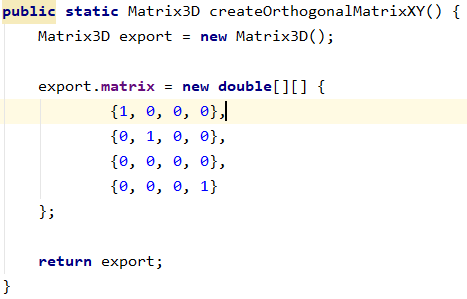 public static Matrix3D createOrthogonalMatrixXY() {
    Matrix3D export = new Matrix3D();
    export.matrix = new double[][] {
            {1, 0, 0, 0},
            {0, 1, 0, 0},
            {0, 0, 0, 0},
            {0, 0, 0, 1}
    };
    return export;
}